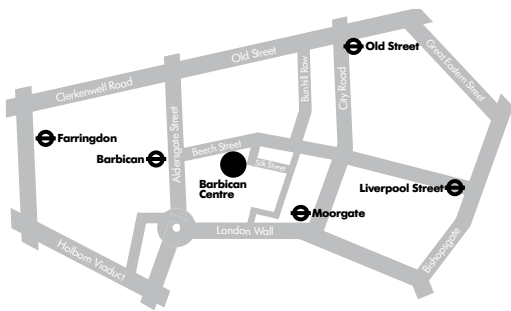 Old Street
Great Eastern Street
Old Street
Bunhill Row
City Road
Clerkenwell Road
Aldersgate Street
Farringdon
Beech Street
Barbican
Silk Street
Barbican
Centre
Liverpool Street
Moorgate
London Wall
Holborn Viaduct
Bishopsgate